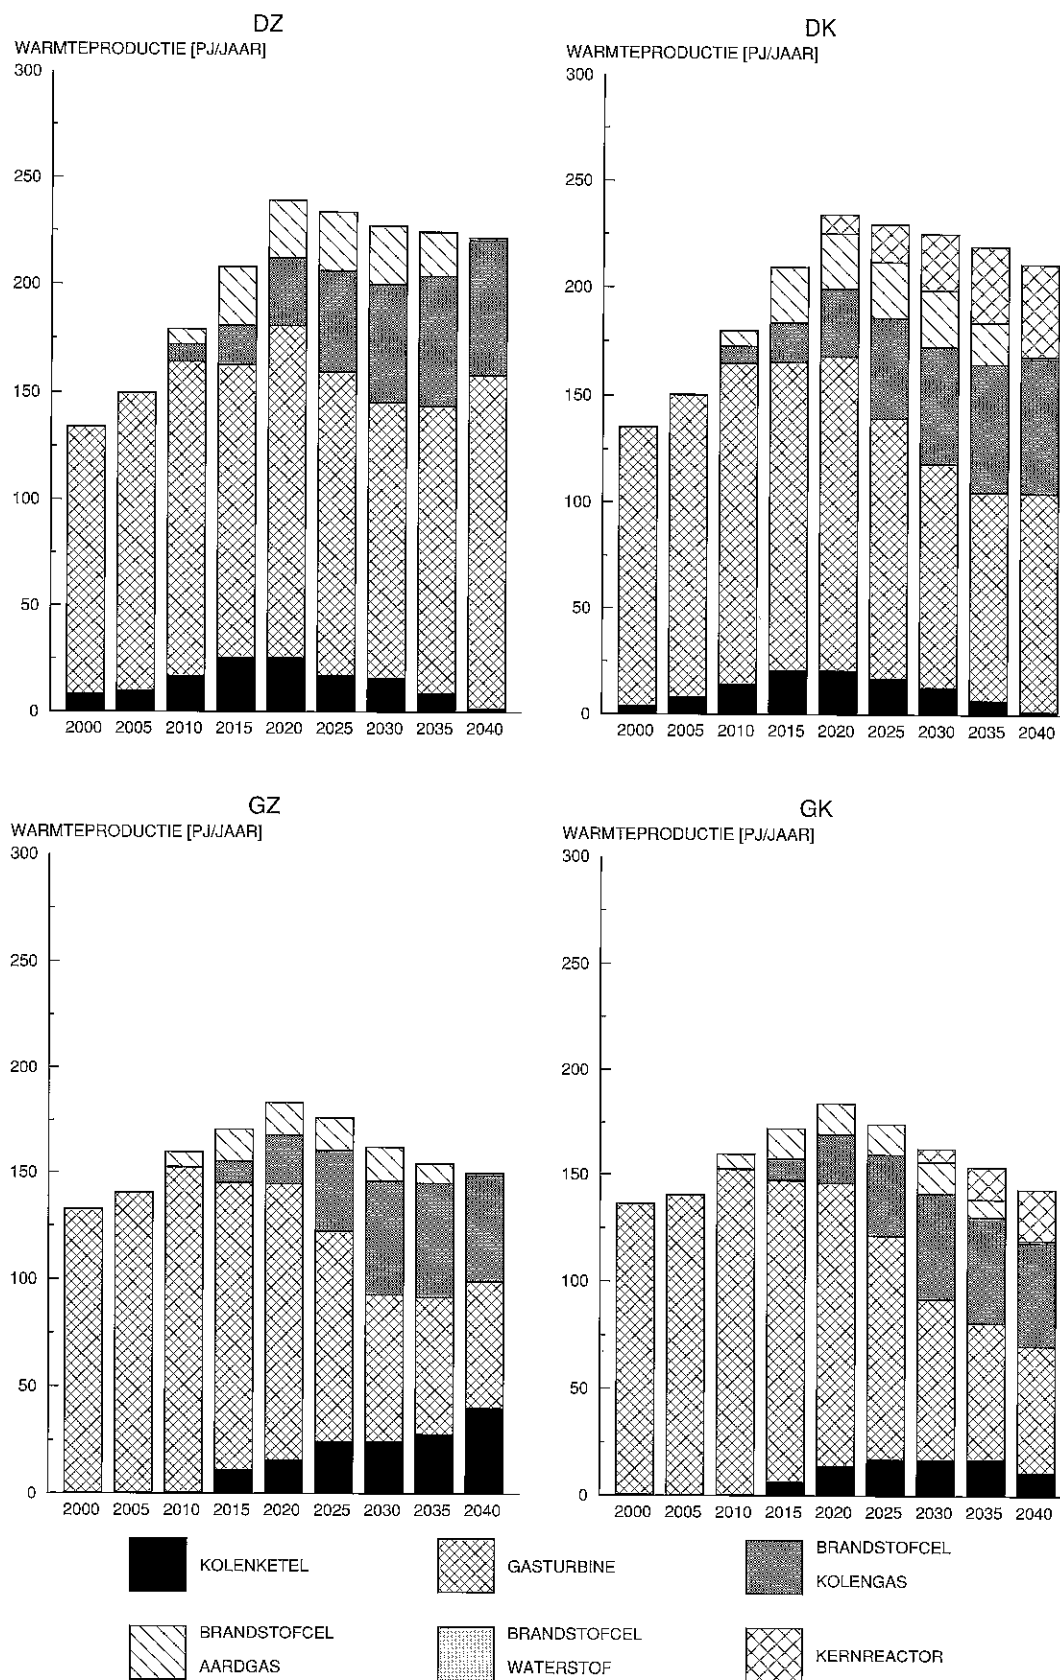 DZ
WARMTEPRODUCTIE [PJ/JAAR]
300
250
200
150
100
50
0
2000 2005 2010 2015 2020 2025 2030 2035 2040
DK
WARMTEPRODUCTIE [PJ/JAAR]
300
250
200
150
100
50
0
2000 2005 2010 2015 2020 2025 2030 2035 2040
GZ
WARMTEPRODUCTIE [PJ/JAAR]
300
250
200
150
100
50
0
2000 2005 2010 2015 2020 2025 2030 2035 2040
GK
WARMTEPRODUCTIE [PJ/JAAR]
300
250
200
150
100
50
0
2000 2005 2010 2015 2020 2025 2030 2035 2040
KOLENKETEL
GASTURBINE
BRANDSTOFCEL
KOLENGAS
BRANDSTOFCEL
AARDGAS
BRANDSTOFCEL
WATERSTOF
KERNREACTOR